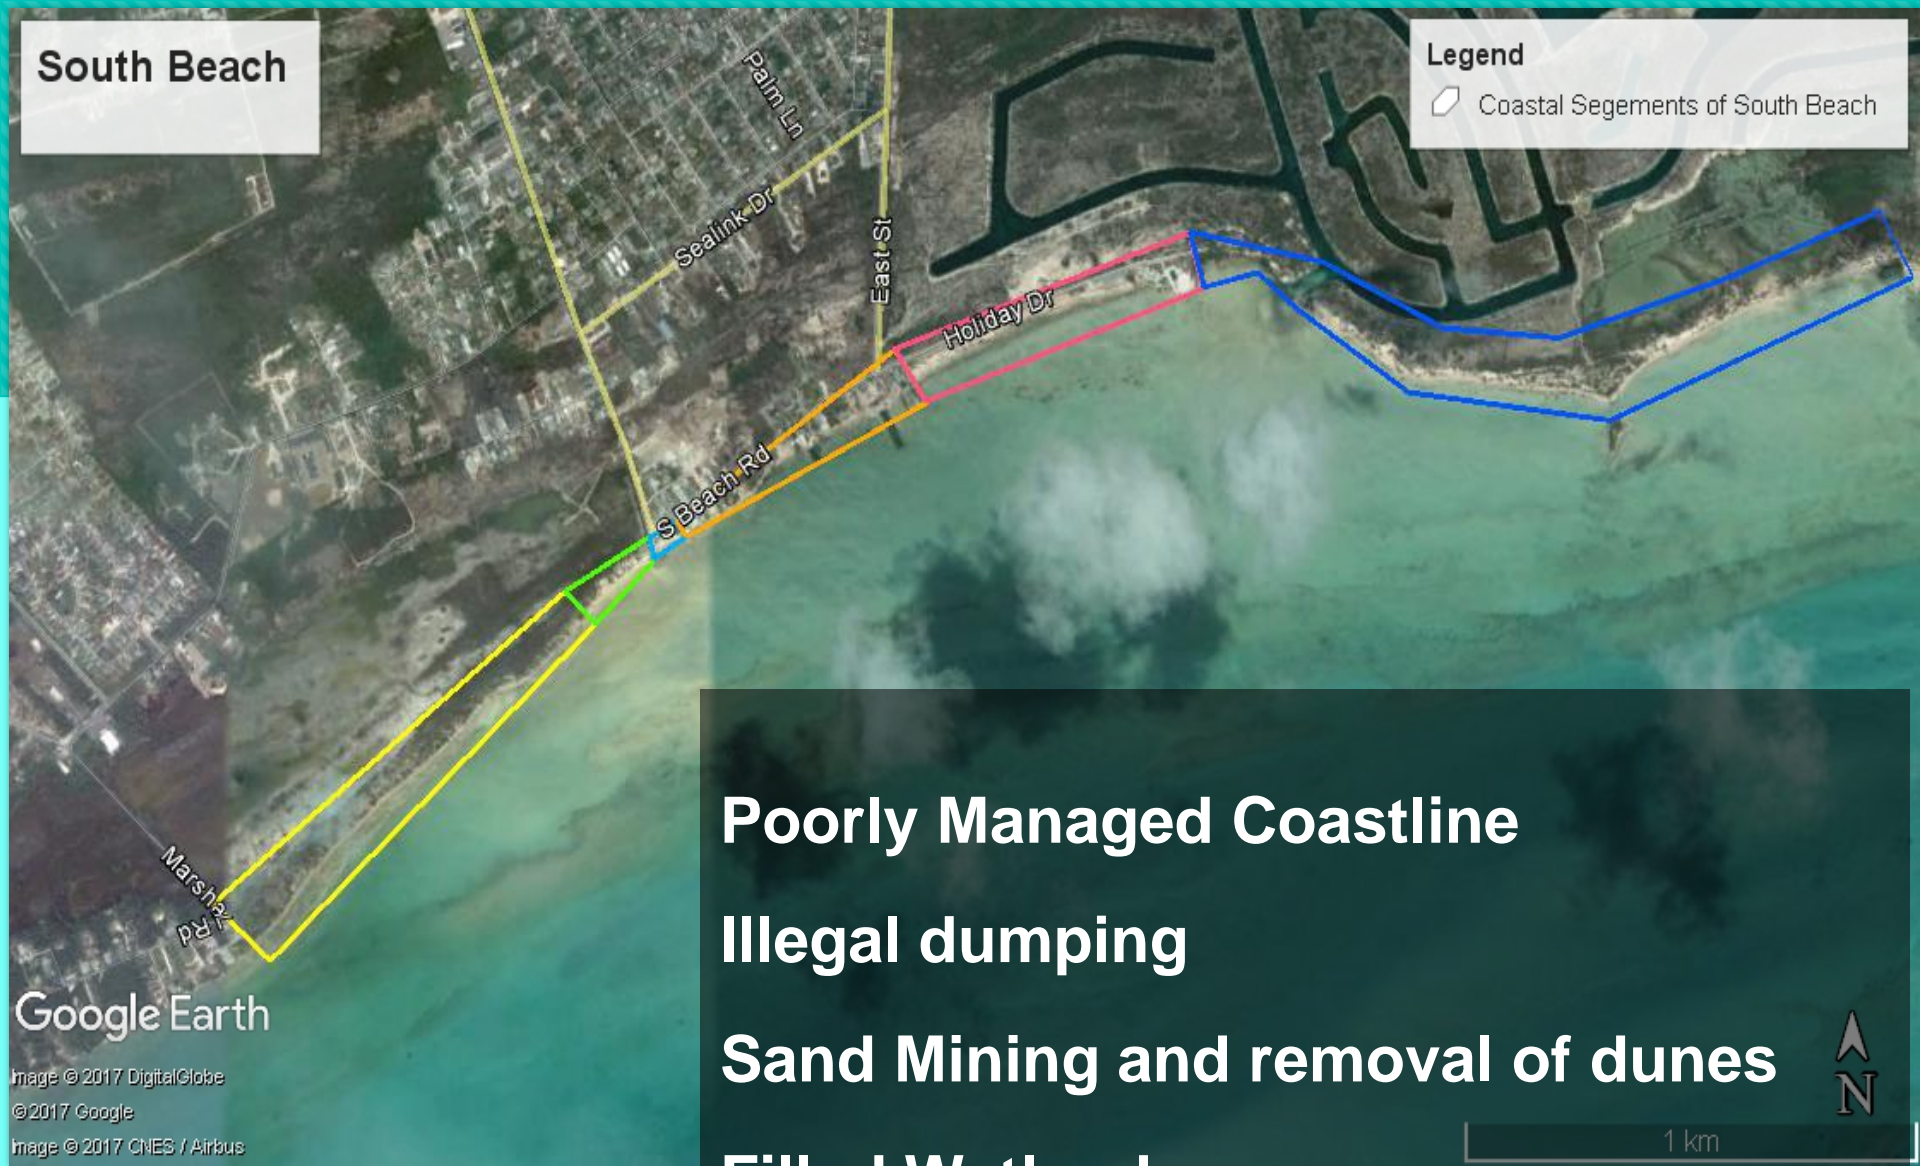 South Beach
Legend
Coastal Segements of South Beach
Palm Ln
Sealink Dr
East St
Holiday Dr
S Beach Rd
Marshall Rd
Poorly Managed Coastline
Illegal dumping
Sand Mining and removal of dunes
Google Earth
Image © 2017 DigitalGlobe
© 2017 Google
Image © 2017 CNES / Airbus
N
1 km